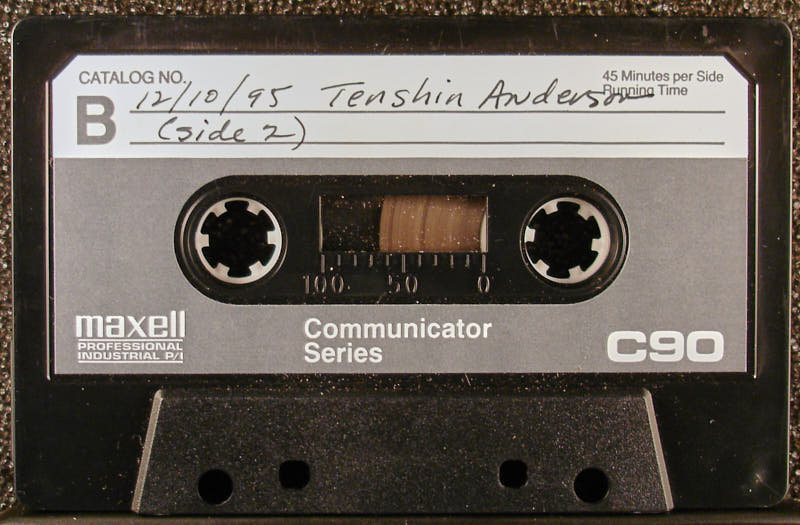 CATALOG NO.
B
12/10/95 Tenshin Anderson
(side 2)
45 Minutes per Side
Running Time
100 50 0
maxell
PROFESSIONAL
INDUSTRIAL P/I
Communicator
Series
C90